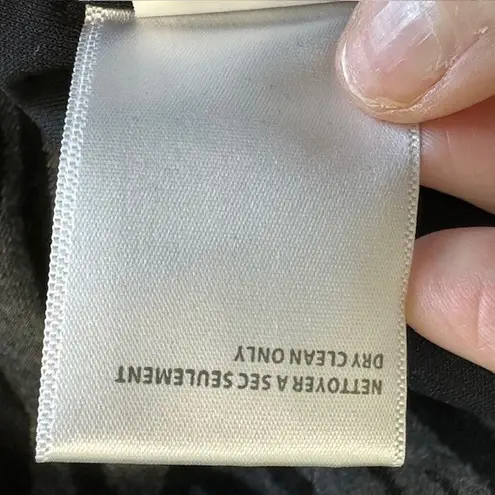 NETTOYER A SEC SEULEMENT
DRY CLEAN ONLY